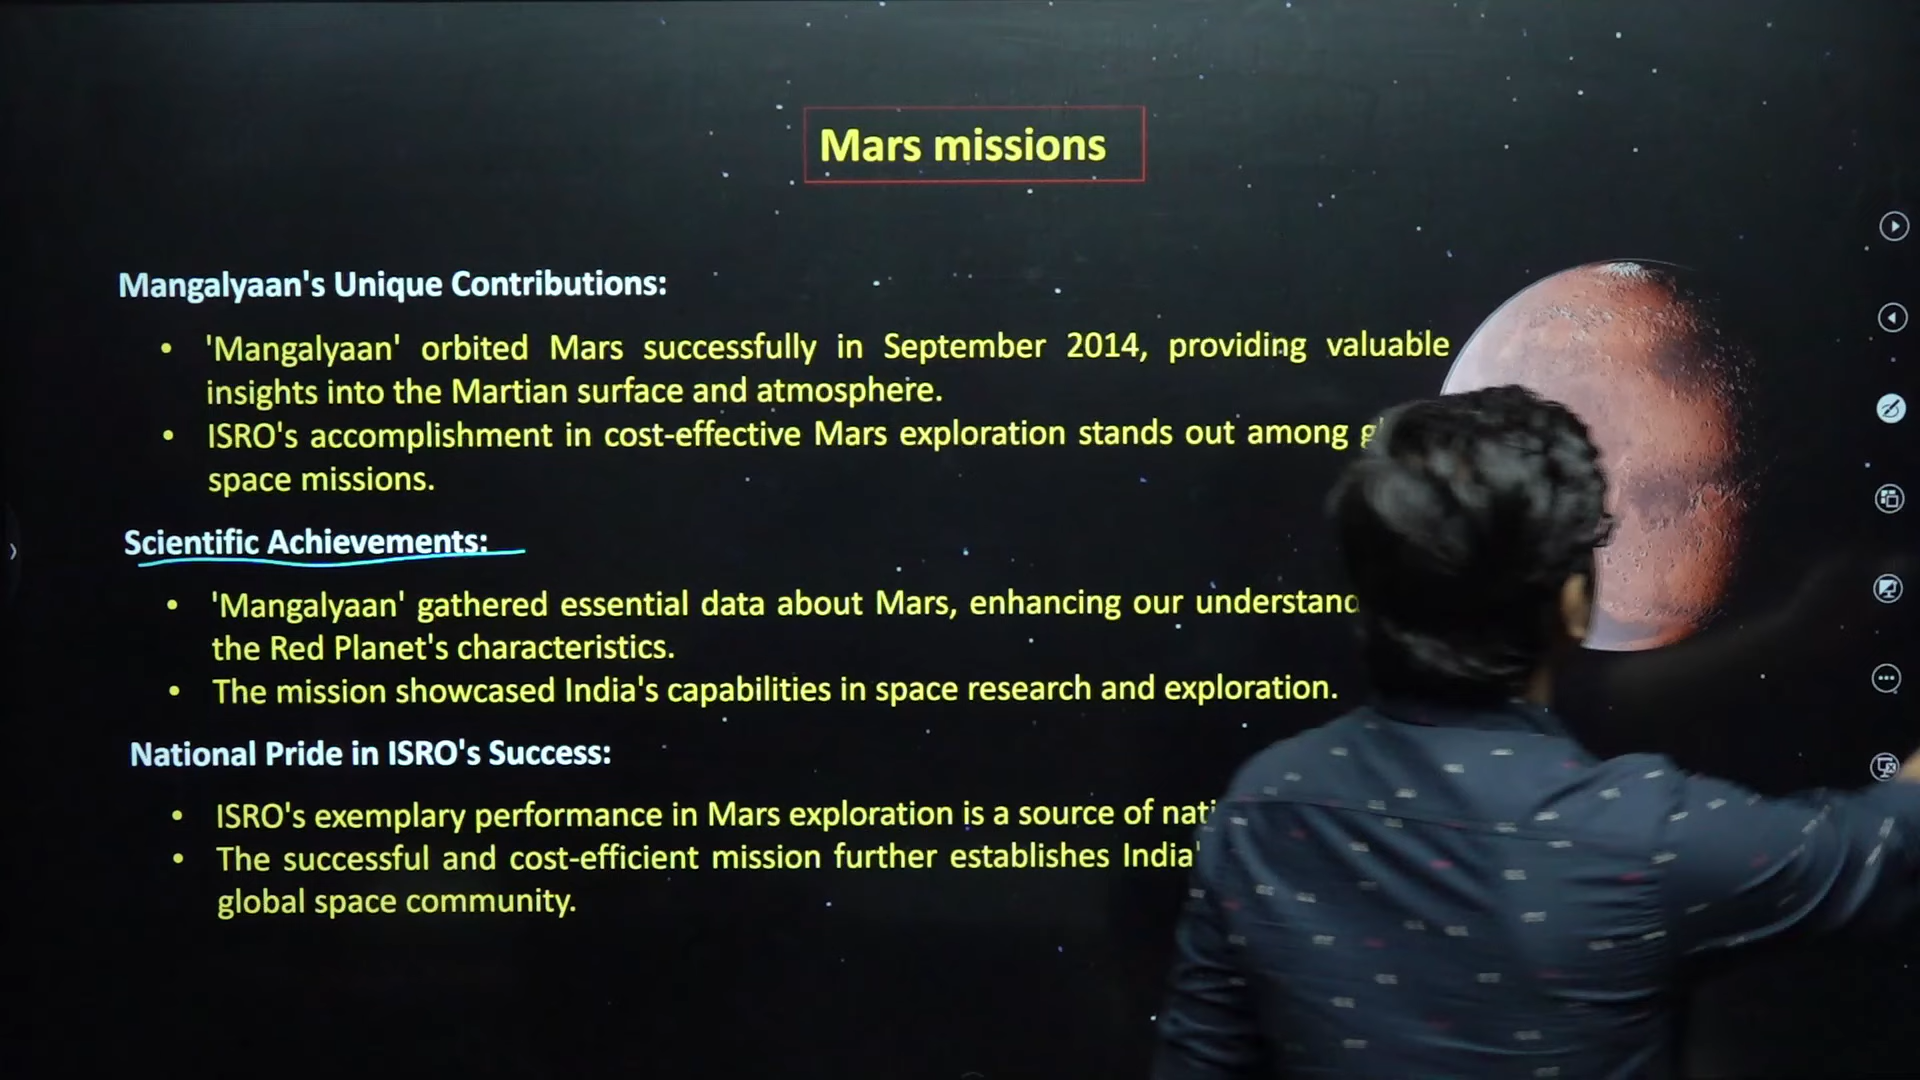 Mars missions
Mangalyaan's Unique Contributions:
• 'Mangalyaan' orbited Mars successfully in September 2014, providing valuable
insights into the Martian surface and atmosphere.
• ISRO's accomplishment in cost-effective Mars exploration stands out among
space missions.
Scientific Achievements:
• 'Mangalyaan' gathered essential data about Mars, enhancing our
the Red Planet's characteristics.
• The mission showcased India's capabilities in space research and exploration.
National Pride in ISRO's Success:
• ISRO's exemplary performance in Mars exploration is a source of
• The successful and cost-efficient mission further establishes India'
global space community.